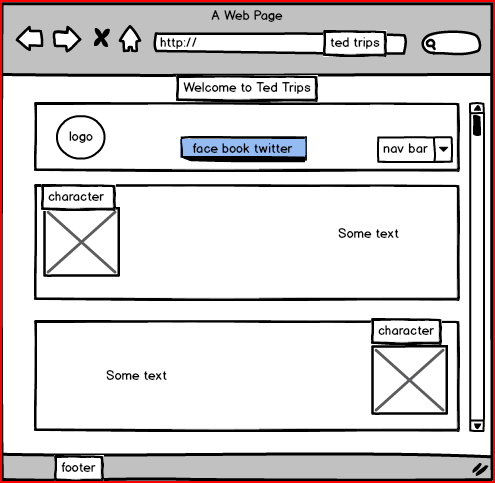 A Web Page
http://
ted trips
Welcome to Ted Trips
logo
face book twitter
nav bar
character
Some text
character
Some text
footer